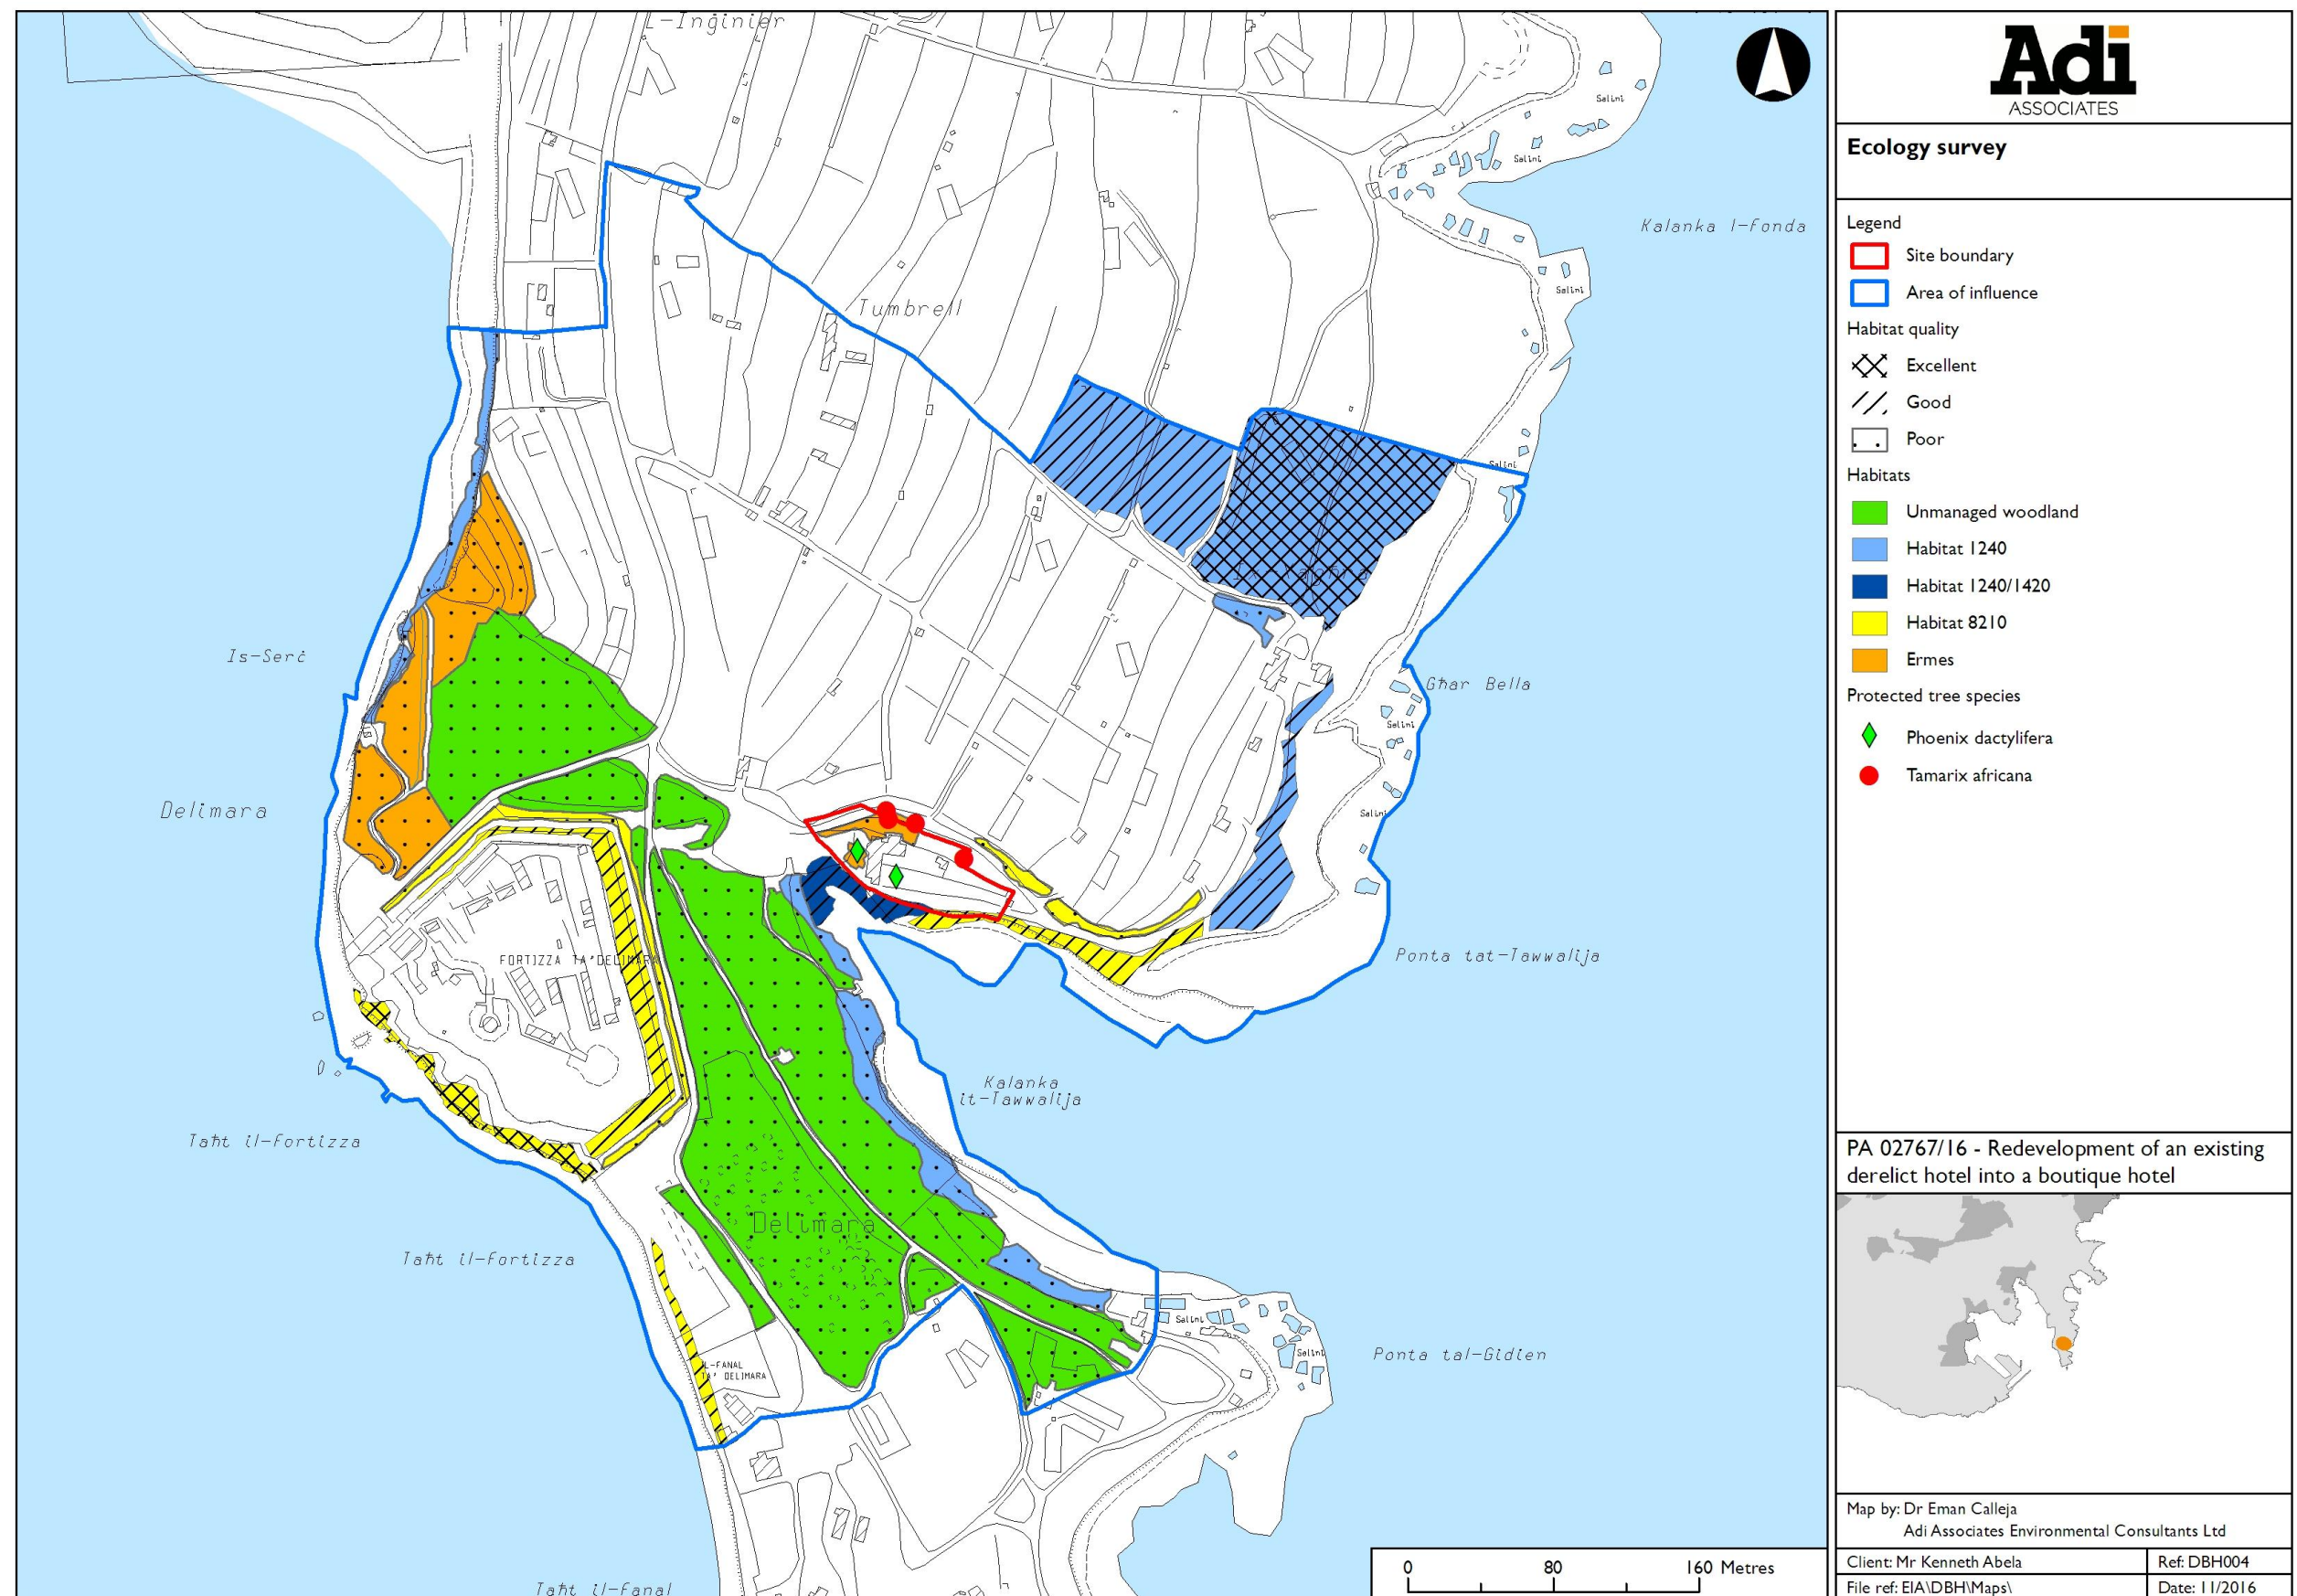 L-Inġinier
Salini
Salini
Kalanka l-Fonda
Salini
Tumbrell
Salini
Is-Serċ
Għar Bella
Salini
Delimara
Salini
FORTIZZA TA' DELIMARA
Ponta tat-Tawwalija
Kalanka
it-Tawwalija
Taħt il-Fortizza
Delimara
Taħt il-Fortizza
Salini
Salini
Ponta tal-Gidien
IL-FANAL
TA' DELIMARA
Taħt il-Fanal
0 80 160 Metres
Adi
ASSOCIATES
Ecology survey
Legend
Site boundary
Area of influence
Habitat quality
Excellent
Good
Poor
Habitats
Unmanaged woodland
Habitat 1240
Habitat 1240/1420
Habitat 8210
Ermes
Protected tree species
Phoenix dactylifera
Tamarix africana
PA 02767/16 - Redevelopment of an existing
derelict hotel into a boutique hotel
Map by: Dr Eman Calleja
Adi Associates Environmental Consultants Ltd
Client: Mr Kenneth Abela
Ref: DBH004
File ref: EIA\DBH\Maps\
Date: 11/2016